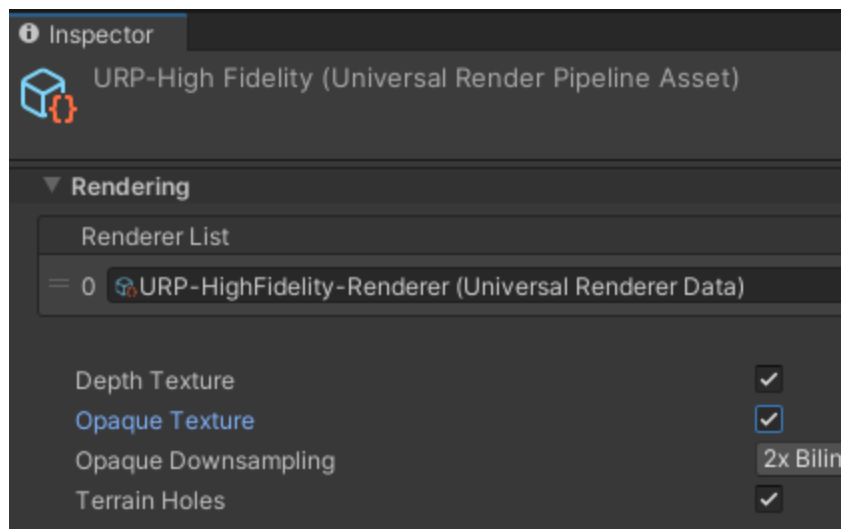 Inspector
URP-High Fidelity (Universal Render Pipeline Asset)
Rendering
Renderer List
0 URP-HighFidelity-Renderer (Universal Renderer Data)
Depth Texture
Opaque Texture
Opaque Downsampling 2x Bilin
Terrain Holes